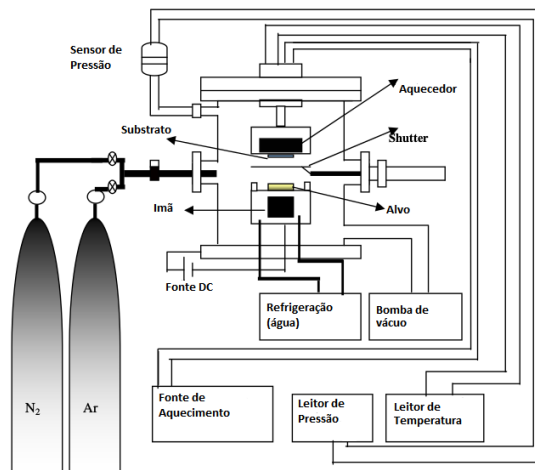 Sensor de
Pressão
Aquecedor
Substrato
Shutter
Imã
Alvo
Fonte DC
Refrigeração
(água)
Bomba de
vácuo
N₂
Ar
Fonte de
Aquecimento
Leitor de
Pressão
Leitor de
Temperatura